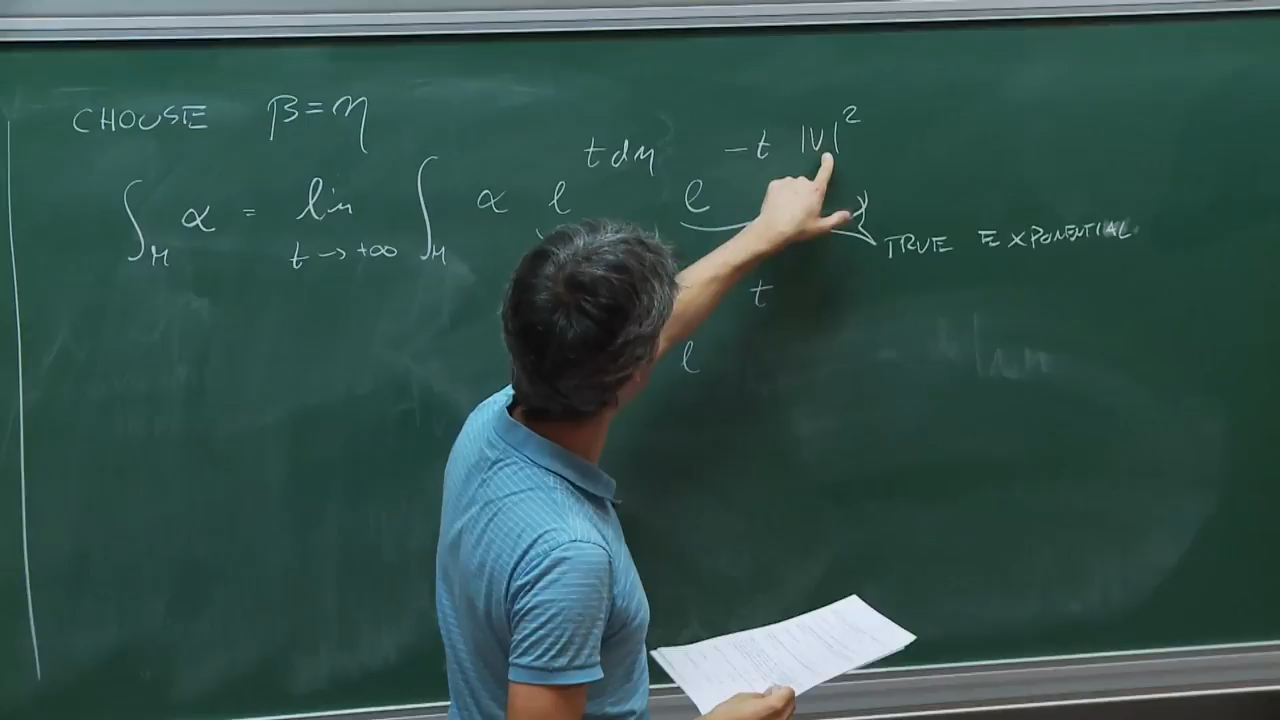 CHOOSE β=η
∫_M α = lim_{t→+∞} ∫_M α e^{t dη} e^{-t |V|^2}
TRUE EXPONENTIAL
t
e